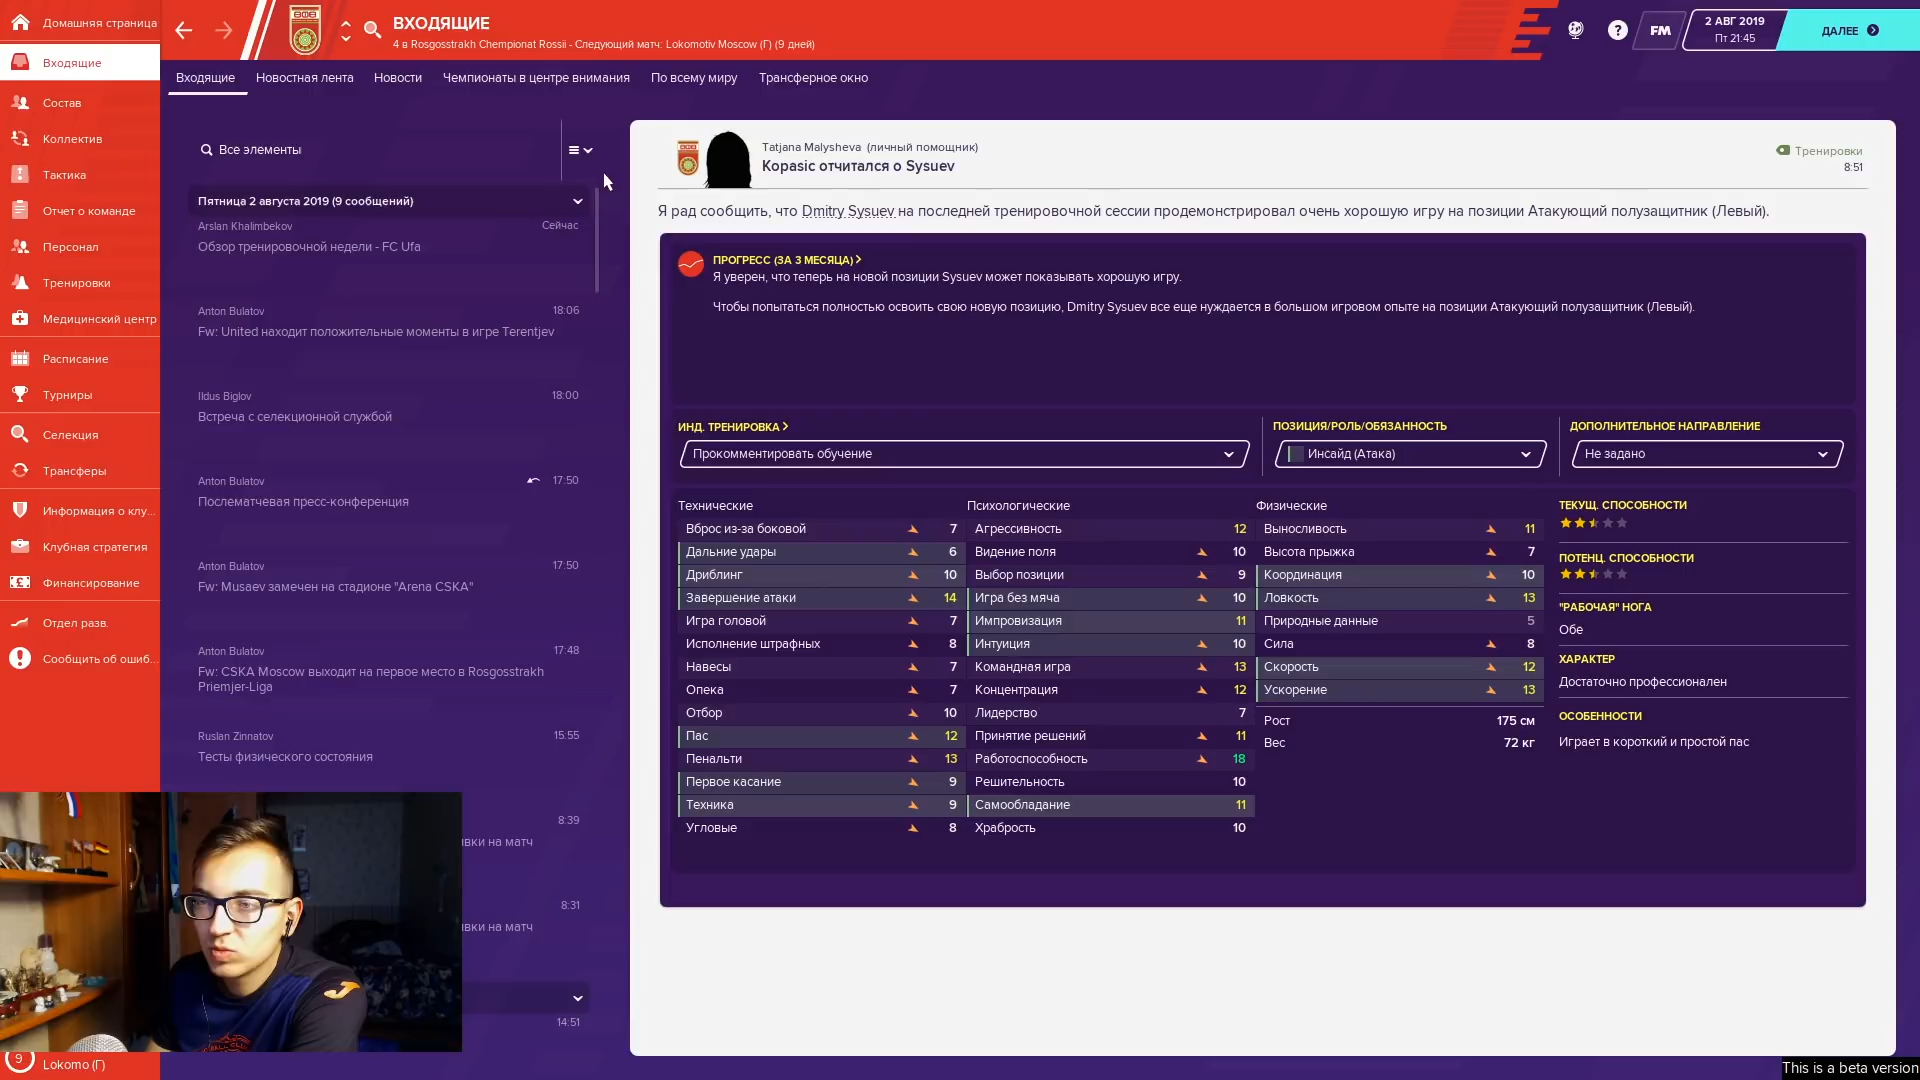 Домашняя страница
Входящие
Состав
Коллектив
Тактика
Отчет о команде
Персонал
Тренировки
Медицинский центр
Расписание
Турниры
Селекция
Трансферы
Информация о клу...
Клубная стратегия
Финансирование
Отдел разв.
Сообщить об ошиб...
9
Lokomo (Г)
ВХОДЯЩИЕ
4 в Rosgosstrakh Chempionat Rossii - Следующий матч: Lokomotiv Moscow (Г) (9 дней)
?
FM
2 АВГ 2019
Пт 21:45
ДАЛЕЕ
Входящие Новостная лента Новости Чемпионаты в центре внимания По всему миру Трансферное окно
Все элементы
Пятница 2 августа 2019 (9 сообщений)
Arslan Khalimbekov Сейчас
Обзор тренировочной недели - FC Ufa
Anton Bulatov 18:06
Fw: United находит положительные моменты в игре Terentjev
Ildus Biglov 18:00
Встреча с селекционной службой
Anton Bulatov 17:50
Послематчевая пресс-конференция
Anton Bulatov 17:50
Fw: Musaev замечен на стадионе "Arena CSKA"
Anton Bulatov 17:48
Fw: CSKA Moscow выходит на первое место в Rosgosstrakh
Priemjer-Liga
Ruslan Zinnatov 15:55
Тесты физического состояния
8:39
вки на матч
8:31
вки на матч
14:51
Tatjana Malysheva (личный помощник)
Kopasic отчитался о Sysuev
Тренировки
8:51
Я рад сообщить, что Dmitry Sysuev на последней тренировочной сессии продемонстрировал очень хорошую игру на позиции Атакующий полузащитник (Левый).
ПРОГРЕСС (ЗА 3 МЕСЯЦА)
Я уверен, что теперь на новой позиции Sysuev может показывать хорошую игру.
Чтобы попытаться полностью освоить свою новую позицию, Dmitry Sysuev все еще нуждается в большом игровом опыте на позиции Атакующий полузащитник (Левый).
ИНД. ТРЕНИРОВКА
Прокомментировать обучение
ПОЗИЦИЯ/РОЛЬ/ОБЯЗАННОСТЬ
Инсайд (Атака)
ДОПОЛНИТЕЛЬНОЕ НАПРАВЛЕНИЕ
Не задано
Технические
Вброс из-за боковой 7
Дальние удары 6
Дриблинг 10
Завершение атаки 14
Игра головой 7
Исполнение штрафных 8
Навесы 7
Опека 7
Отбор 10
Пас 12
Пенальти 13
Первое касание 9
Техника 9
Угловые 8
Психологические
Агрессивность 12
Видение поля 10
Выбор позиции 9
Игра без мяча 10
Импровизация 11
Интуиция 10
Командная игра 13
Концентрация 12
Лидерство 7
Принятие решений 11
Работоспособность 18
Решительность 10
Самообладание 11
Храбрость 10
Физические
Выносливость 11
Высота прыжка 7
Координация 10
Ловкость 13
Природные данные 5
Сила 8
Скорость 12
Ускорение 13
Рост 175 см
Вес 72 кг
ТЕКУЩ. СПОСОБНОСТИ
ПОТЕНЦ. СПОСОБНОСТИ
"РАБОЧАЯ" НОГА
Обе
ХАРАКТЕР
Достаточно профессионален
ОСОБЕННОСТИ
Играет в короткий и простой пас
This is a beta version